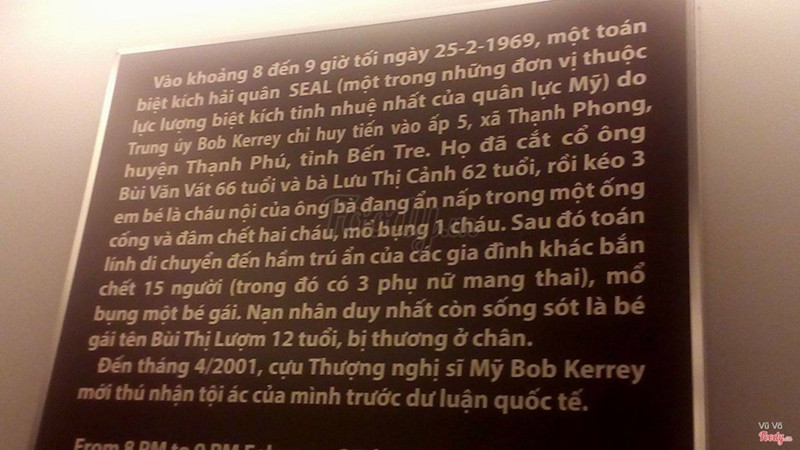 Vào khoảng 8 đến 9 giờ tối ngày 25-2-1969, một toán
biệt kích hải quân SEAL (một trong những đơn vị thuộc
lực lượng biệt kích tinh nhuệ nhất của quân lực Mỹ) do
Trung úy Bob Kerrey chỉ huy tiến vào ấp 5, xã Thạnh Phong,
huyện Thạnh Phú, tỉnh Bến Tre. Họ đã cắt cổ ông
Bùi Văn Vát 66 tuổi và bà Lưu Thị Cảnh 62 tuổi, rồi kéo 3
em bé là cháu nội của ông bà đang ẩn nấp trong một ống
cống và đâm chết hai cháu, mổ bụng 1 cháu. Sau đó toán
lính di chuyển đến hầm trú ẩn của các gia đình khác bắn
chết 15 người (trong đó có 3 phụ nữ mang thai), mổ
bụng một bé gái. Nạn nhân duy nhất còn sống sót là bé
gái tên Bùi Thị Lượm 12 tuổi, bị thương ở chân.
Đến tháng 4/2001, cựu Thượng nghị sĩ Mỹ Bob Kerrey
mới thú nhận tội ác của mình trước dư luận quốc tế.
From 8 PM to 9 PM
Vũ Võ
Foody.vn